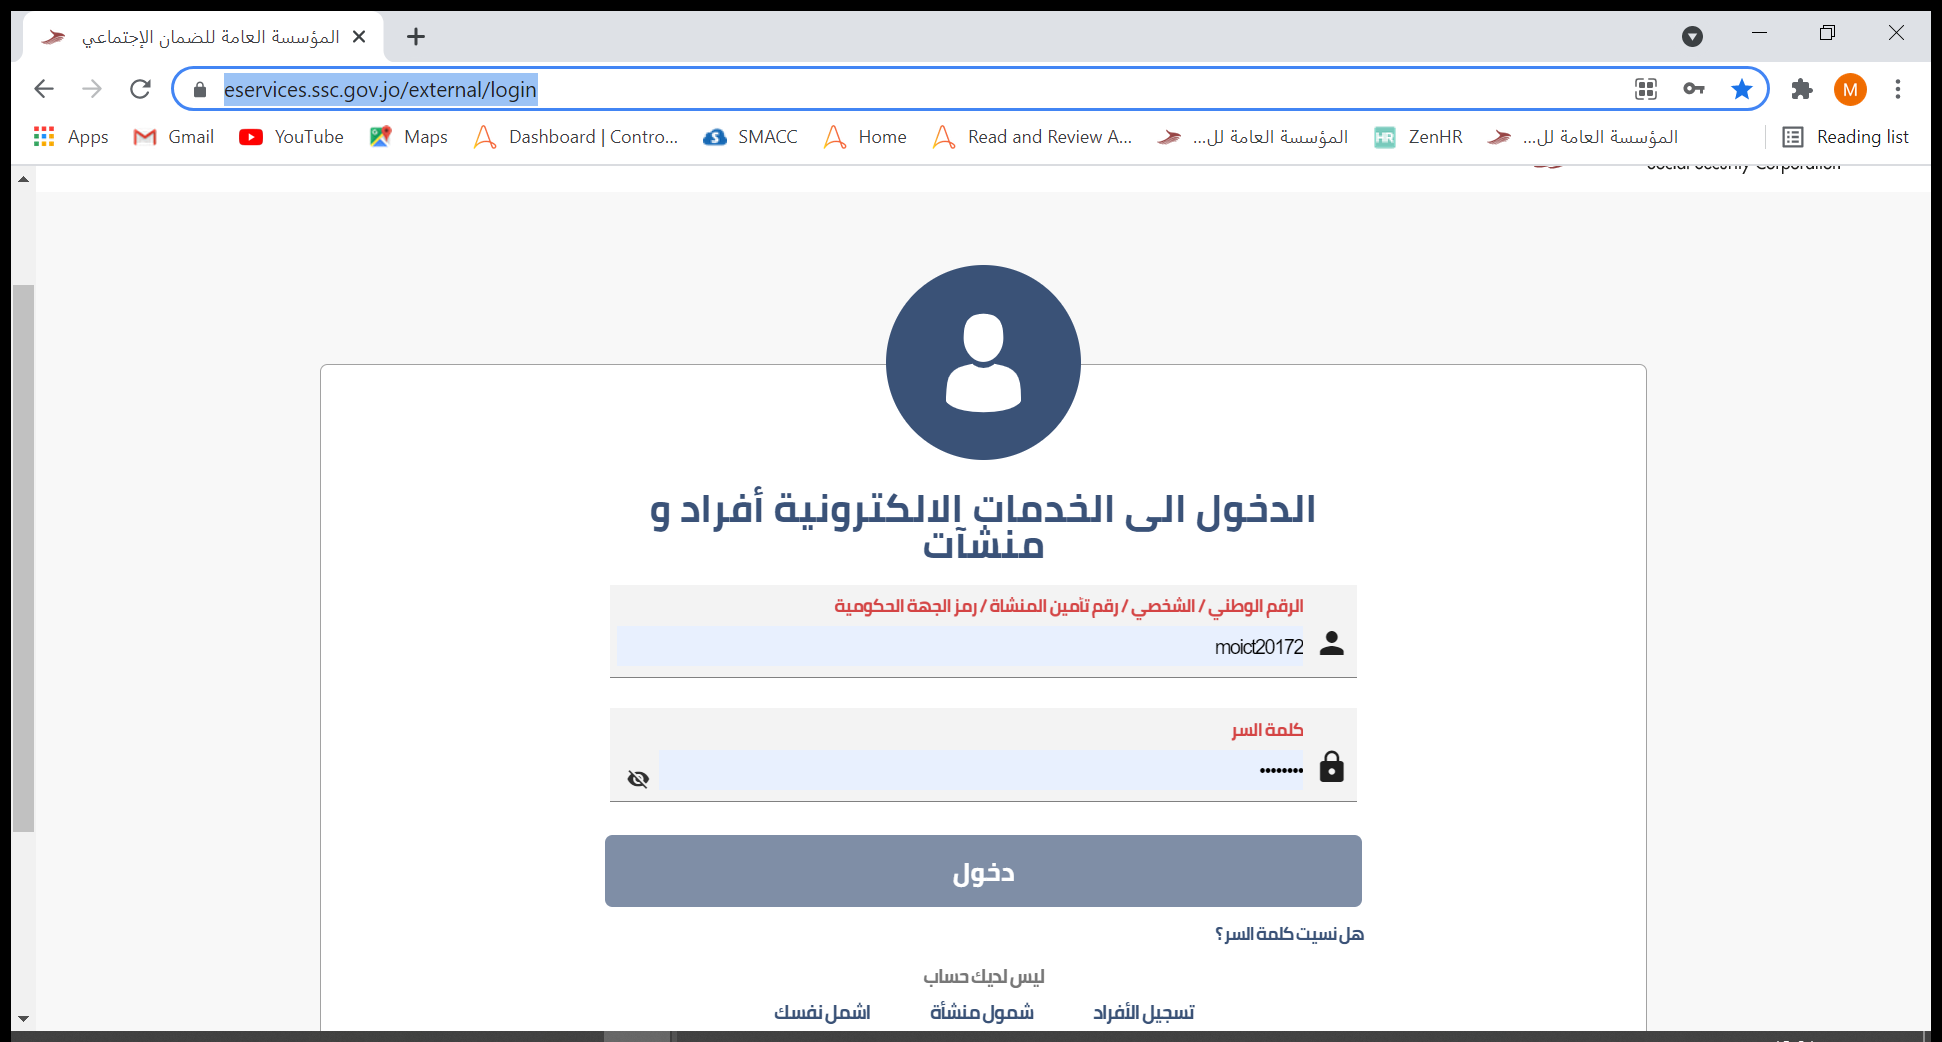 المؤسسة العامة للضمان الإجتماعي
eservices.ssc.gov.jo/external/login
M
Apps
Gmail
YouTube
Maps
Dashboard | Contro...
SMACC
Home
Read and Review A...
المؤسسة العامة لل...
ZenHR
المؤسسة العامة لل...
Reading list
Social Security Corporation
الدخول الى الخدمات الالكترونية أفراد و
منشآت
الرقم الوطني / الشخصي / رقم تأمين المنشاة / رمز الجهة الحكومية
moict20172
كلمة السر
••••••••
دخول
هل نسيت كلمة السر ؟
ليس لديك حساب
تسجيل الأفراد
شمول منشأة
اشمل نفسك